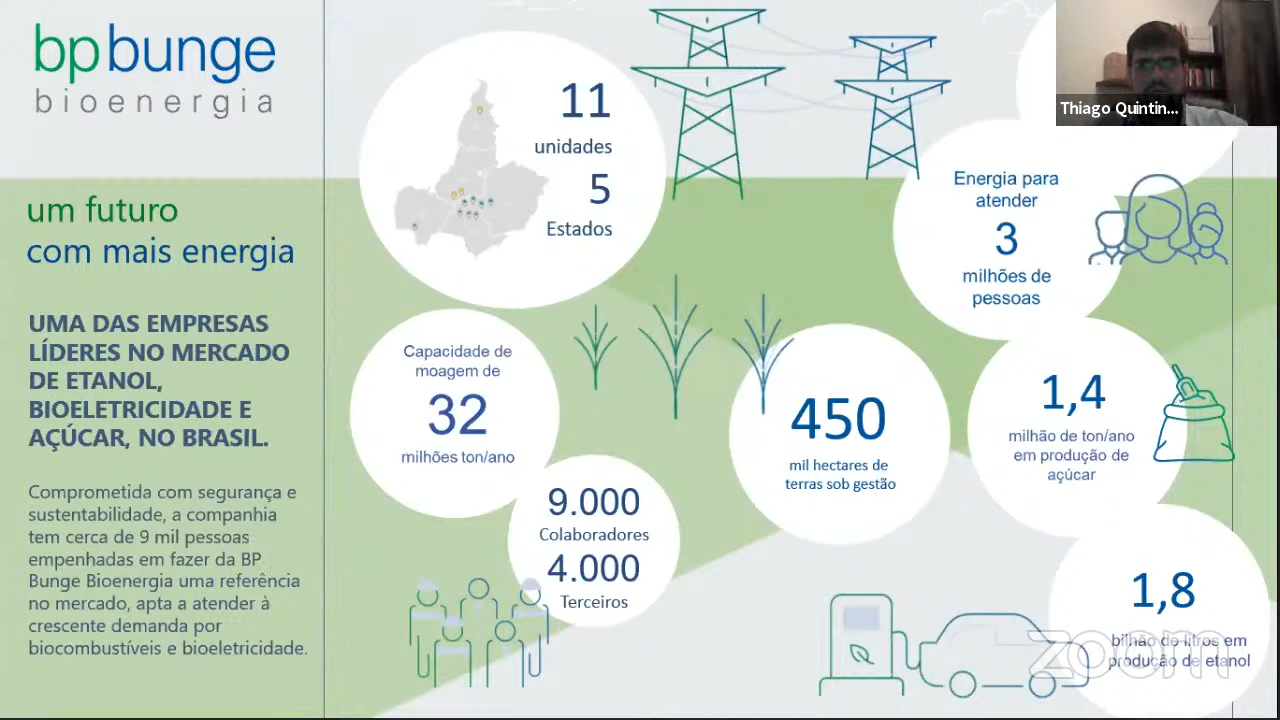 bp bunge
bioenergia
um futuro
com mais energia
UMA DAS EMPRESAS
LÍDERES NO MERCADO
DE ETANOL,
BIOELETRICIDADE E
AÇÚCAR, NO BRASIL.
Comprometida com segurança e
sustentabilidade, a companhia
tem cerca de 9 mil pessoas
empenhadas em fazer da BP
Bunge Bioenergia uma referência
no mercado, apta a atender à
crescente demanda por
biocombustíveis e bioeletricidade.
11
unidades
5
Estados
Capacidade de
moagem de
32
milhões ton/ano
9.000
Colaboradores
4.000
Terceiros
450
mil hectares de
terras sob gestão
Energia para
atender
3
milhões de
pessoas
1,4
milhão de ton/ano
em produção de
açúcar
1,8
bilhão de litros em
produção de etanol
zoom
Thiago Quintin...